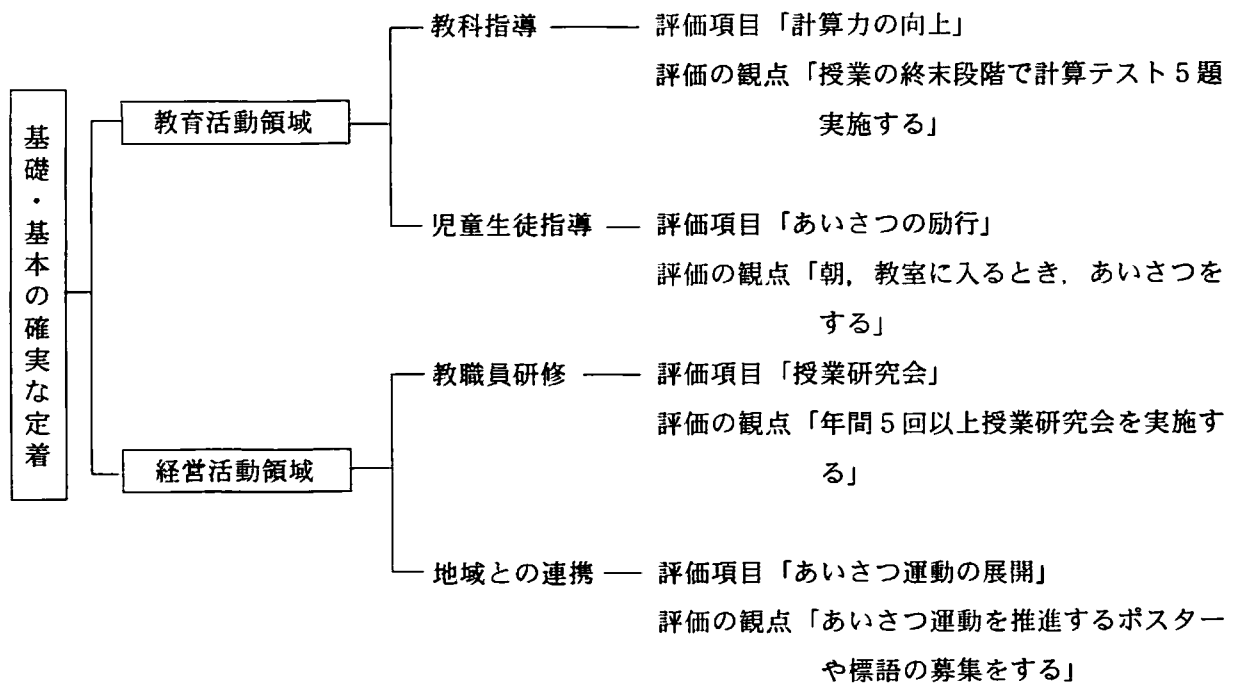 基礎・基本の確実な定着
教育活動領域
教科指導
評価項目「計算力の向上」
評価の観点「授業の終末段階で計算テスト5題
実施する」
児童生徒指導
評価項目「あいさつの励行」
評価の観点「朝，教室に入るとき，あいさつを
する」
経営活動領域
教職員研修
評価項目「授業研究会」
評価の観点「年間5回以上授業研究会を実施す
る」
地域との連携
評価項目「あいさつ運動の展開」
評価の観点「あいさつ運動を推進するポスター
や標語の募集をする」